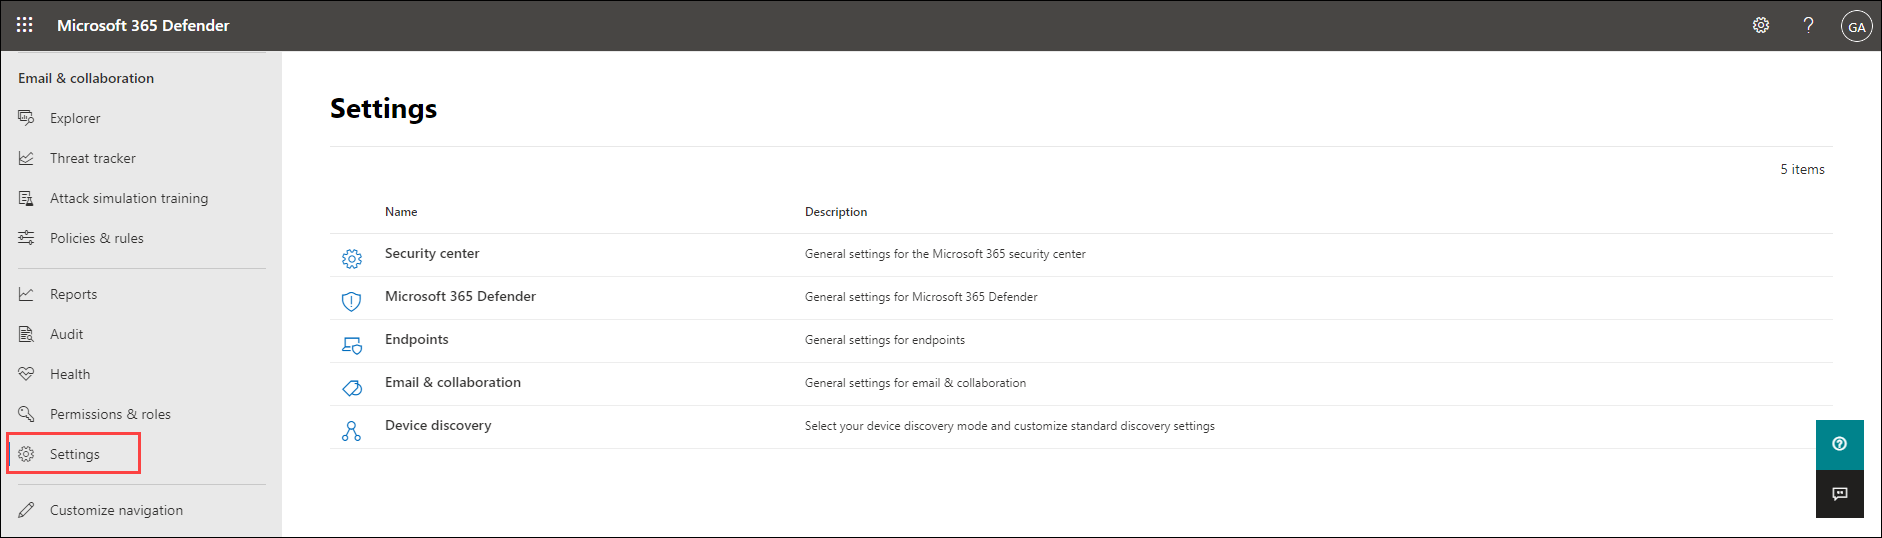 Microsoft 365 Defender
?
GA
Email & collaboration
Explorer
Threat tracker
Attack simulation training
Policies & rules
Reports
Audit
Health
Permissions & roles
Settings
Customize navigation
Settings
5 items
Name Description
Security center General settings for the Microsoft 365 security center
Microsoft 365 Defender General settings for Microsoft 365 Defender
Endpoints General settings for endpoints
Email & collaboration General settings for email & collaboration
Device discovery Select your device discovery mode and customize standard discovery settings